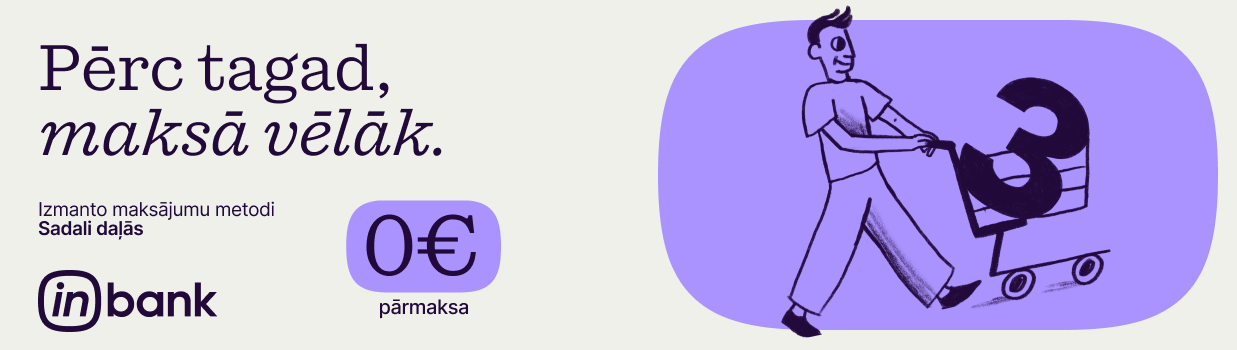 Pērc tagad,
maksā vēlāk.
Izmanto maksājumu metodi
Sadali daļās
0€
pārmaksa
inbank
3